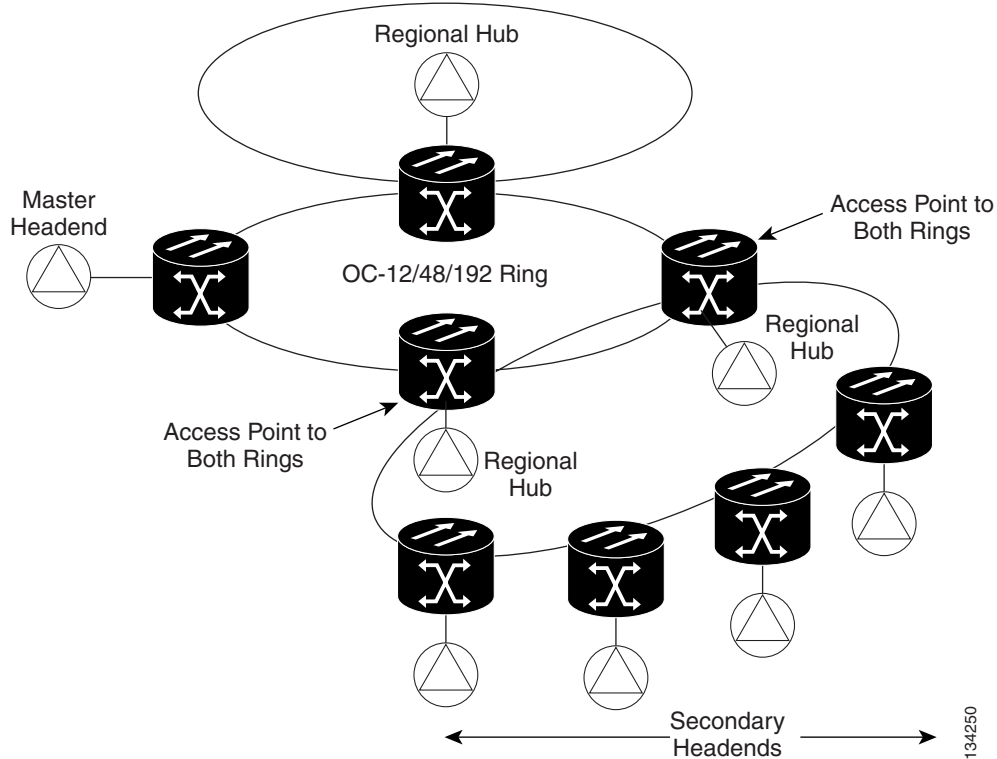 Regional Hub
Master
Headend
Access Point to
Both Rings
OC-12/48/192 Ring
Regional
Hub
Access Point to
Both Rings
Regional
Hub
Secondary
Headends
134250